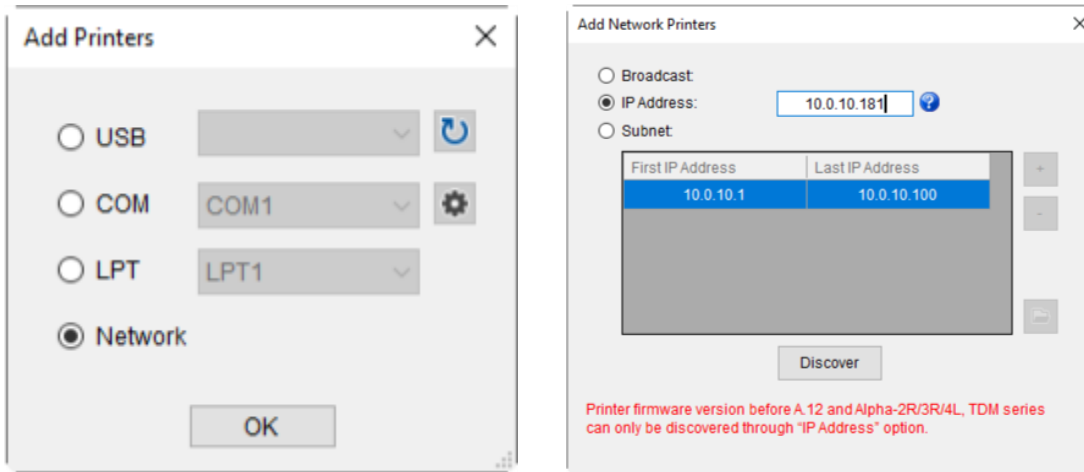 Add Printers
USB
COM
COM1
LPT
LPT1
Network
OK
Add Network Printers
Broadcast:
IP Address:
10.0.10.181
?
Subnet:
First IP Address
Last IP Address
10.0.10.1
10.0.10.100
+
-
Discover
Printer firmware version before A.12 and Alpha-2R/3R/4L, TDM series
can only be discovered through "IP Address" option.